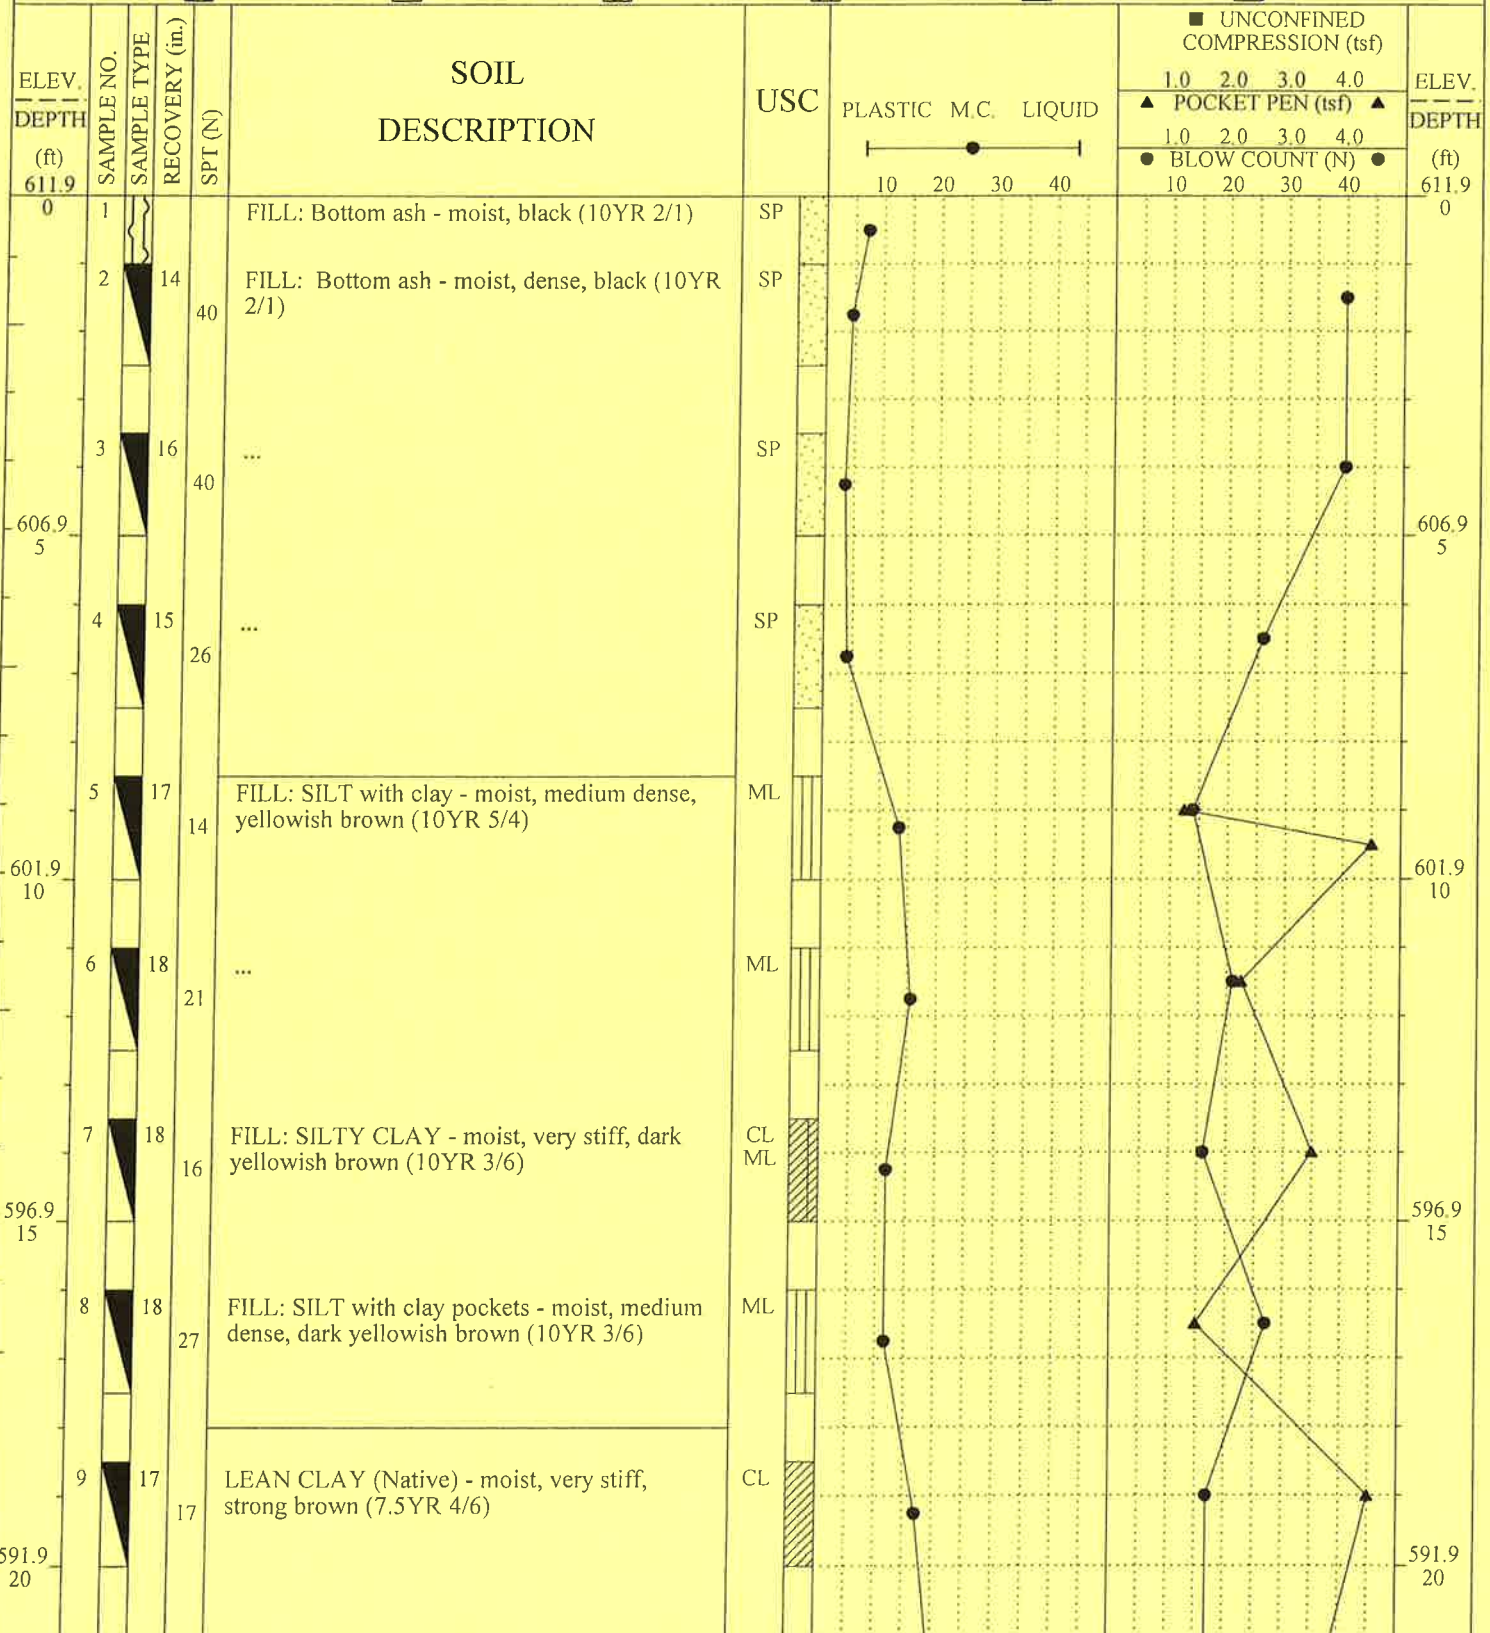 ELEV.
DEPTH
(ft)
611.9
0
SAMPLE NO.
SAMPLE TYPE
RECOVERY (in.)
SPT (N)
SOIL
DESCRIPTION
USC
PLASTIC M.C. LIQUID
10 20 30 40
■ UNCONFINED
COMPRESSION (tsf)
1.0 2.0 3.0 4.0
▲ POCKET PEN (tsf) ▲
1.0 2.0 3.0 4.0
● BLOW COUNT (N) ●
10 20 30 40
ELEV.
DEPTH
(ft)
611.9
0
1 FILL: Bottom ash - moist, black (10YR 2/1) SP
2 14 FILL: Bottom ash - moist, dense, black (10YR SP
40 2/1)
3 16 ... SP
40
606.9 606.9
5 5
4 15 ... SP
26
5 17 FILL: SILT with clay - moist, medium dense, ML
14 yellowish brown (10YR 5/4)
601.9 601.9
10 10
6 18 ... ML
21
7 18 FILL: SILTY CLAY - moist, very stiff, dark CL
16 yellowish brown (10YR 3/6) ML
596.9 596.9
15 15
8 18 FILL: SILT with clay pockets - moist, medium ML
27 dense, dark yellowish brown (10YR 3/6)
9 17 LEAN CLAY (Native) - moist, very stiff, CL
17 strong brown (7.5YR 4/6)
591.9 591.9
20 20